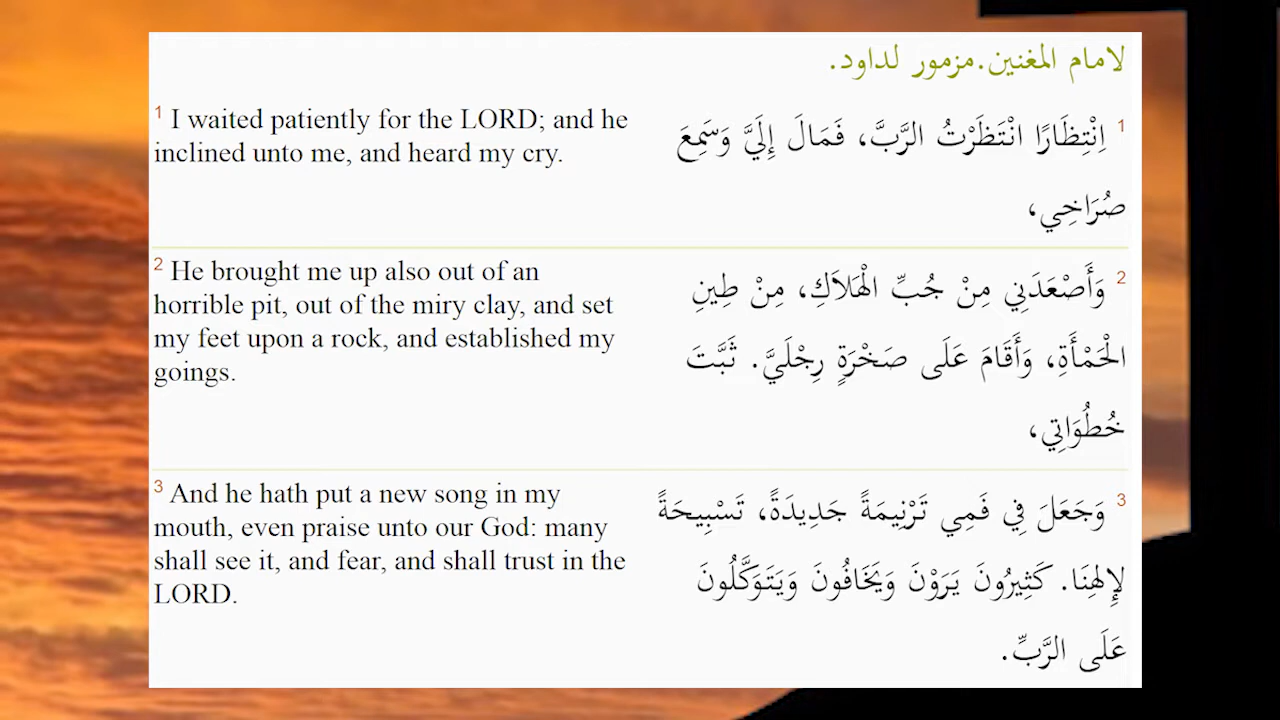 لامام المغنين.مزمور لداود.
1 I waited patiently for the LORD; and he
inclined unto me, and heard my cry.
1 اِنْتِظَارًا انْتَظَرْتُ الرَّبَّ، فَمَالَ إِلَيَّ وَسَمِعَ
صُرَاخِي،
2 He brought me up also out of an
horrible pit, out of the miry clay, and set
my feet upon a rock, and established my
goings.
2 وَأَصْعَدَنِي مِنْ جُبِّ الْهَلاَكِ، مِنْ طِينِ
الْحَمْأَةِ، وَأَقَامَ عَلَى صَخْرَةٍ رِجْلَيَّ. ثَبَّتَ
خُطُوَاتِي،
3 And he hath put a new song in my
mouth, even praise unto our God: many
shall see it, and fear, and shall trust in the
LORD.
3 وَجَعَلَ فِي فَمِي تَرْنِيمَةً جَدِيدَةً، تَسْبِيحَةً
لإِلهِنَا. كَثِيرُونَ يَرَوْنَ وَيَخَافُونَ وَيَتَوَكَّلُونَ
عَلَى الرَّبِّ.